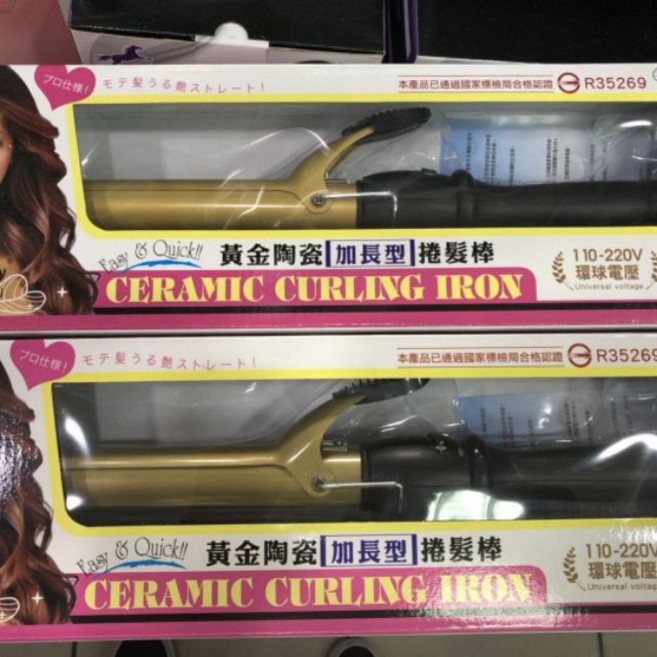 プロ仕様!
モテ髪うる艶ストレート!
本產品已通過國家標檢局合格認證 R35269
Easy & Quick!!
黃金陶瓷 加長型 捲髮棒
CERAMIC CURLING IRON
110-220V
環球電壓
Universal voltage
プロ仕様!
モテ髪うる艶ストレート!
本產品已通過國家標檢局合格認證 R35269
Easy & Quick!!
黃金陶瓷 加長型 捲髮棒
CERAMIC CURLING IRON
110-220V
環球電壓
Universal voltage